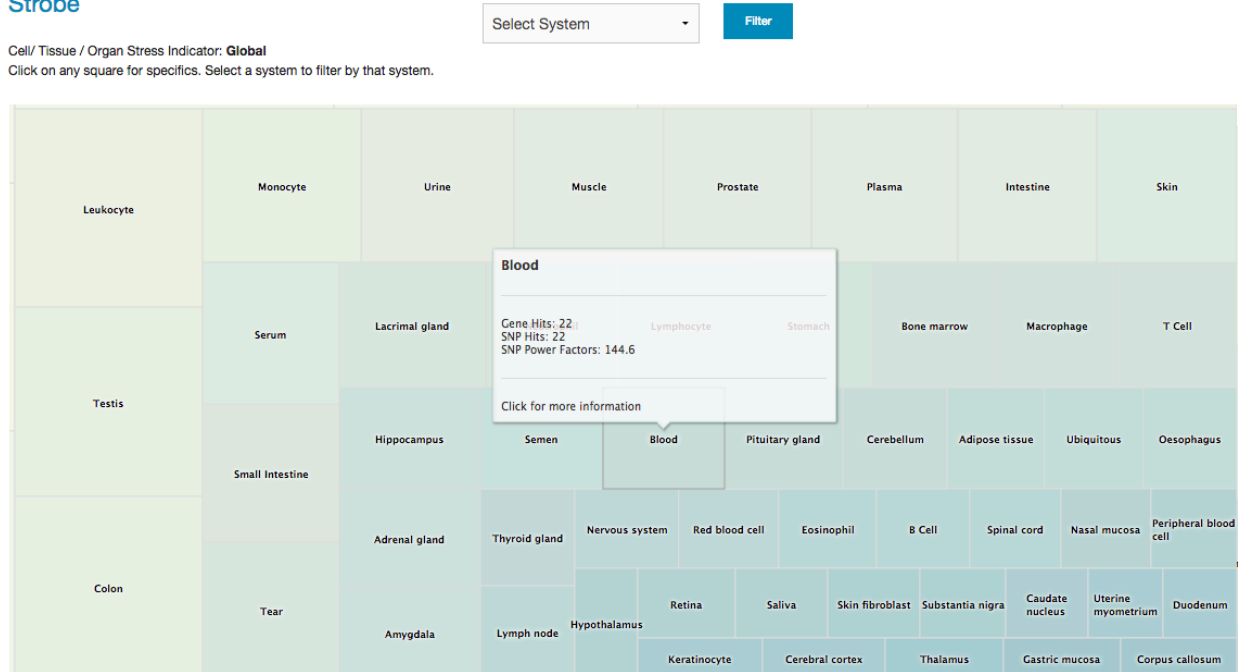 Strobe
Select System
Filter
Cell/ Tissue / Organ Stress Indicator: Global
Click on any square for specifics. Select a system to filter by that system.
Leukocyte
Monocyte
Urine
Muscle
Prostate
Plasma
Intestine
Skin
Blood
Gene Hits: 22
SNP Hits: 22
SNP Power Factors: 144.6
Click for more information
Serum
Lacrimal gland
Lymphocyte
Stomach
Bone marrow
Macrophage
T Cell
Testis
Hippocampus
Semen
Blood
Pituitary gland
Cerebellum
Adipose tissue
Ubiquitous
Oesophagus
Small Intestine
Adrenal gland
Thyroid gland
Nervous system
Red blood cell
Eosinophil
B Cell
Spinal cord
Nasal mucosa
Peripheral blood
cell
Colon
Tear
Amygdala
Lymph node
Hypothalamus
Retina
Saliva
Skin fibroblast
Substantia nigra
Caudate
nucleus
Uterine
myometrium
Duodenum
Keratinocyte
Cerebral cortex
Thalamus
Gastric mucosa
Corpus callosum